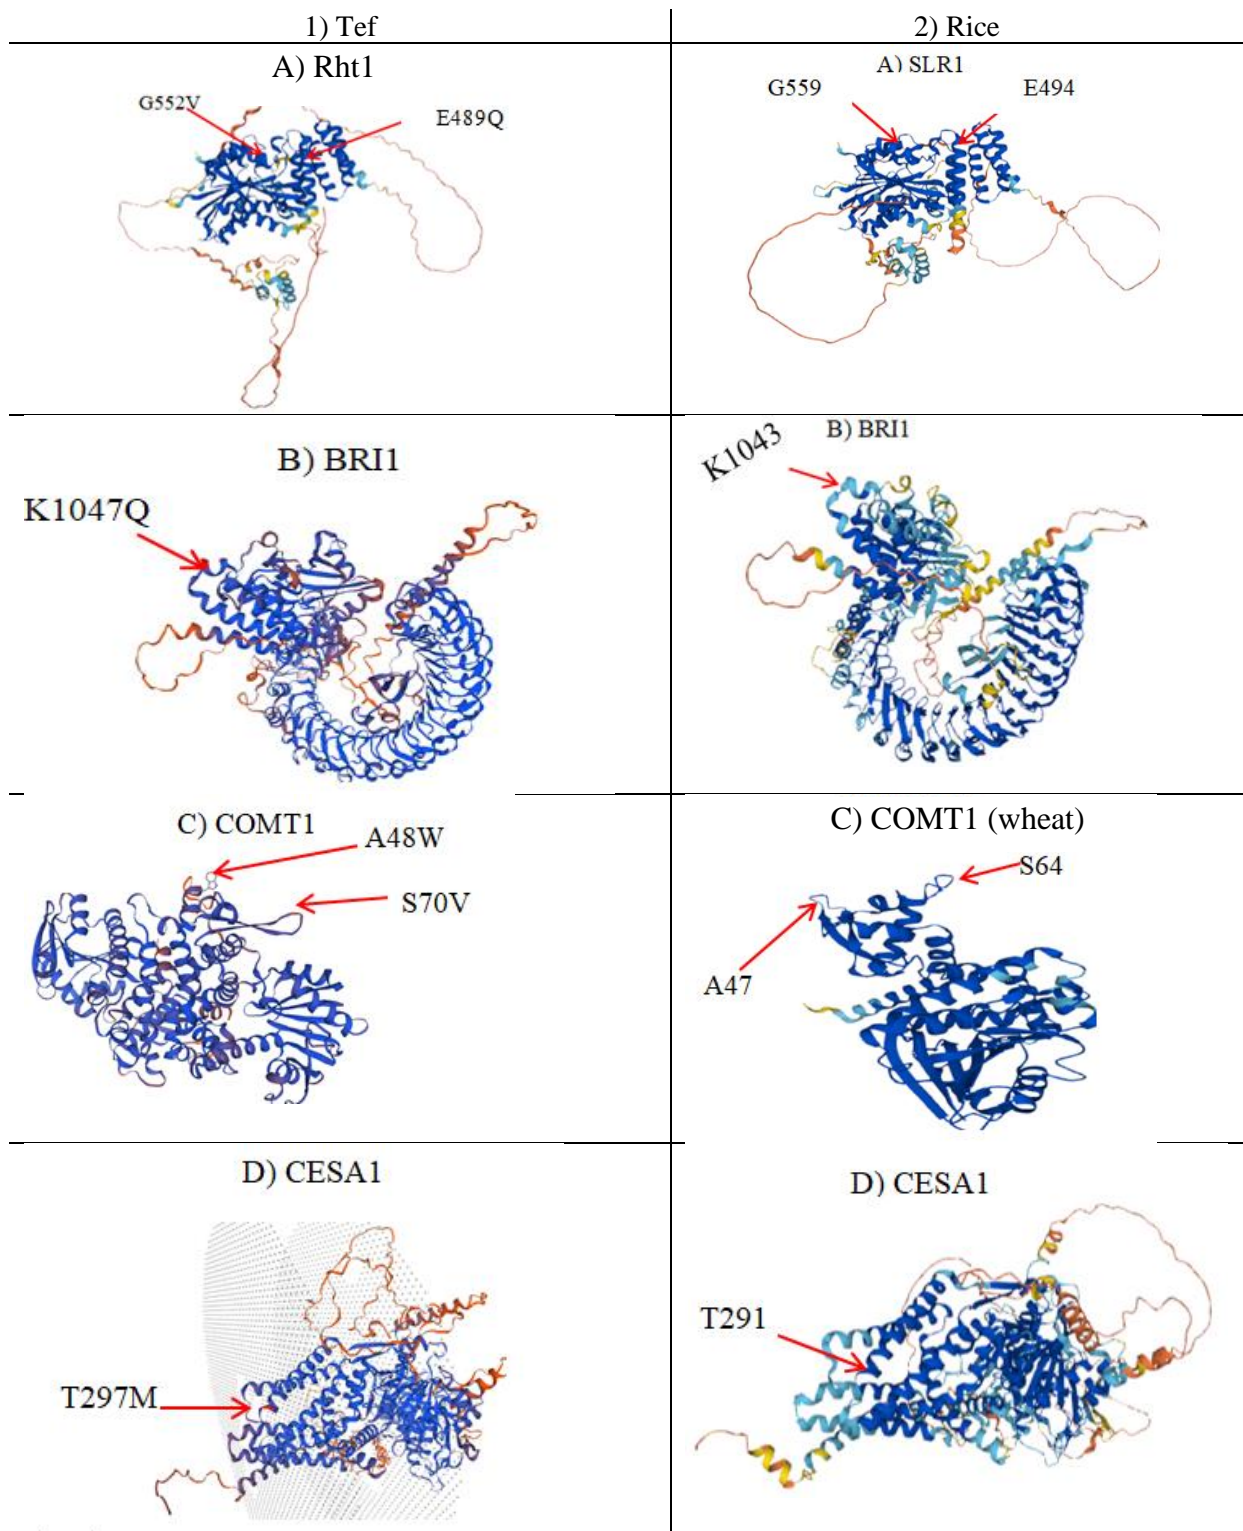 1) Tef
2) Rice
A) Rht1
G552V
E489Q
A) SLR1
G559
E494
B) BRI1
K1047Q
B) BRI1
K1043
C) COMT1
A48W
S70V
C) COMT1 (wheat)
S64
A47
D) CESA1
T297M
D) CESA1
T291